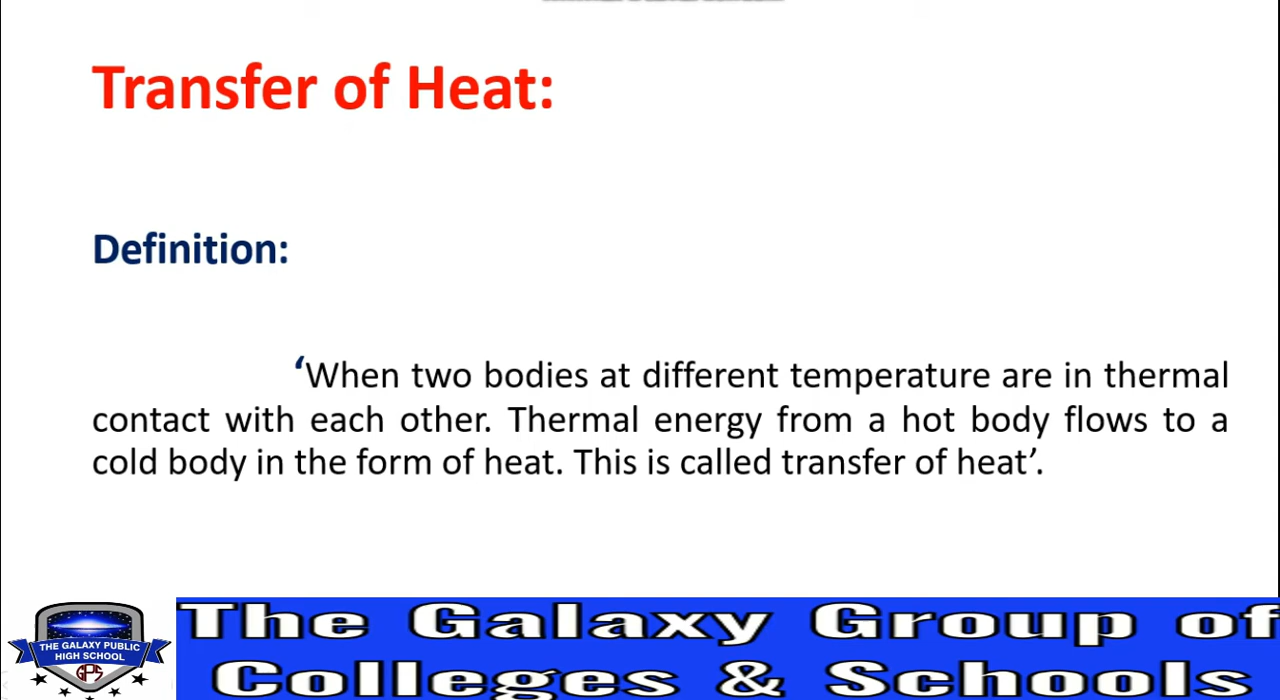 Transfer of Heat:
Definition:
‘When two bodies at different temperature are in thermal
contact with each other. Thermal energy from a hot body flows to a
cold body in the form of heat. This is called transfer of heat’.
THE GALAXY PUBLIC
HIGH SCHOOL
GPS
The Galaxy Group of
Colleges & Schools